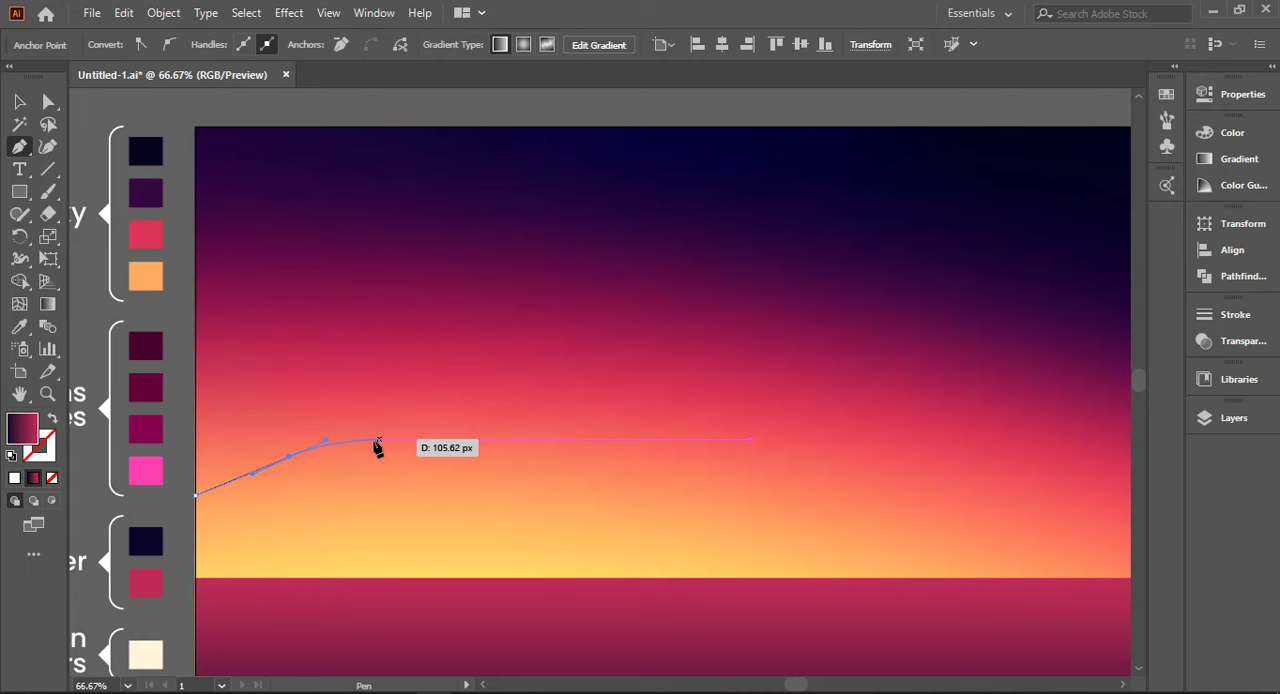 Ai File Edit Object Type Select Effect View Window Help Essentials Search Adobe Stock
Anchor Point Convert: Handles: Anchors: Gradient Type: Edit Gradient Transform
Untitled-1.ai* @ 66.67% (RGB/Preview)
Properties
Color
Gradient
Color Gu...
Transform
Align
Pathfind...
Stroke
Transpar...
Libraries
Layers
T
y
s
s
er
n
rs
D: 105.62 px
66.67% 1 Pen